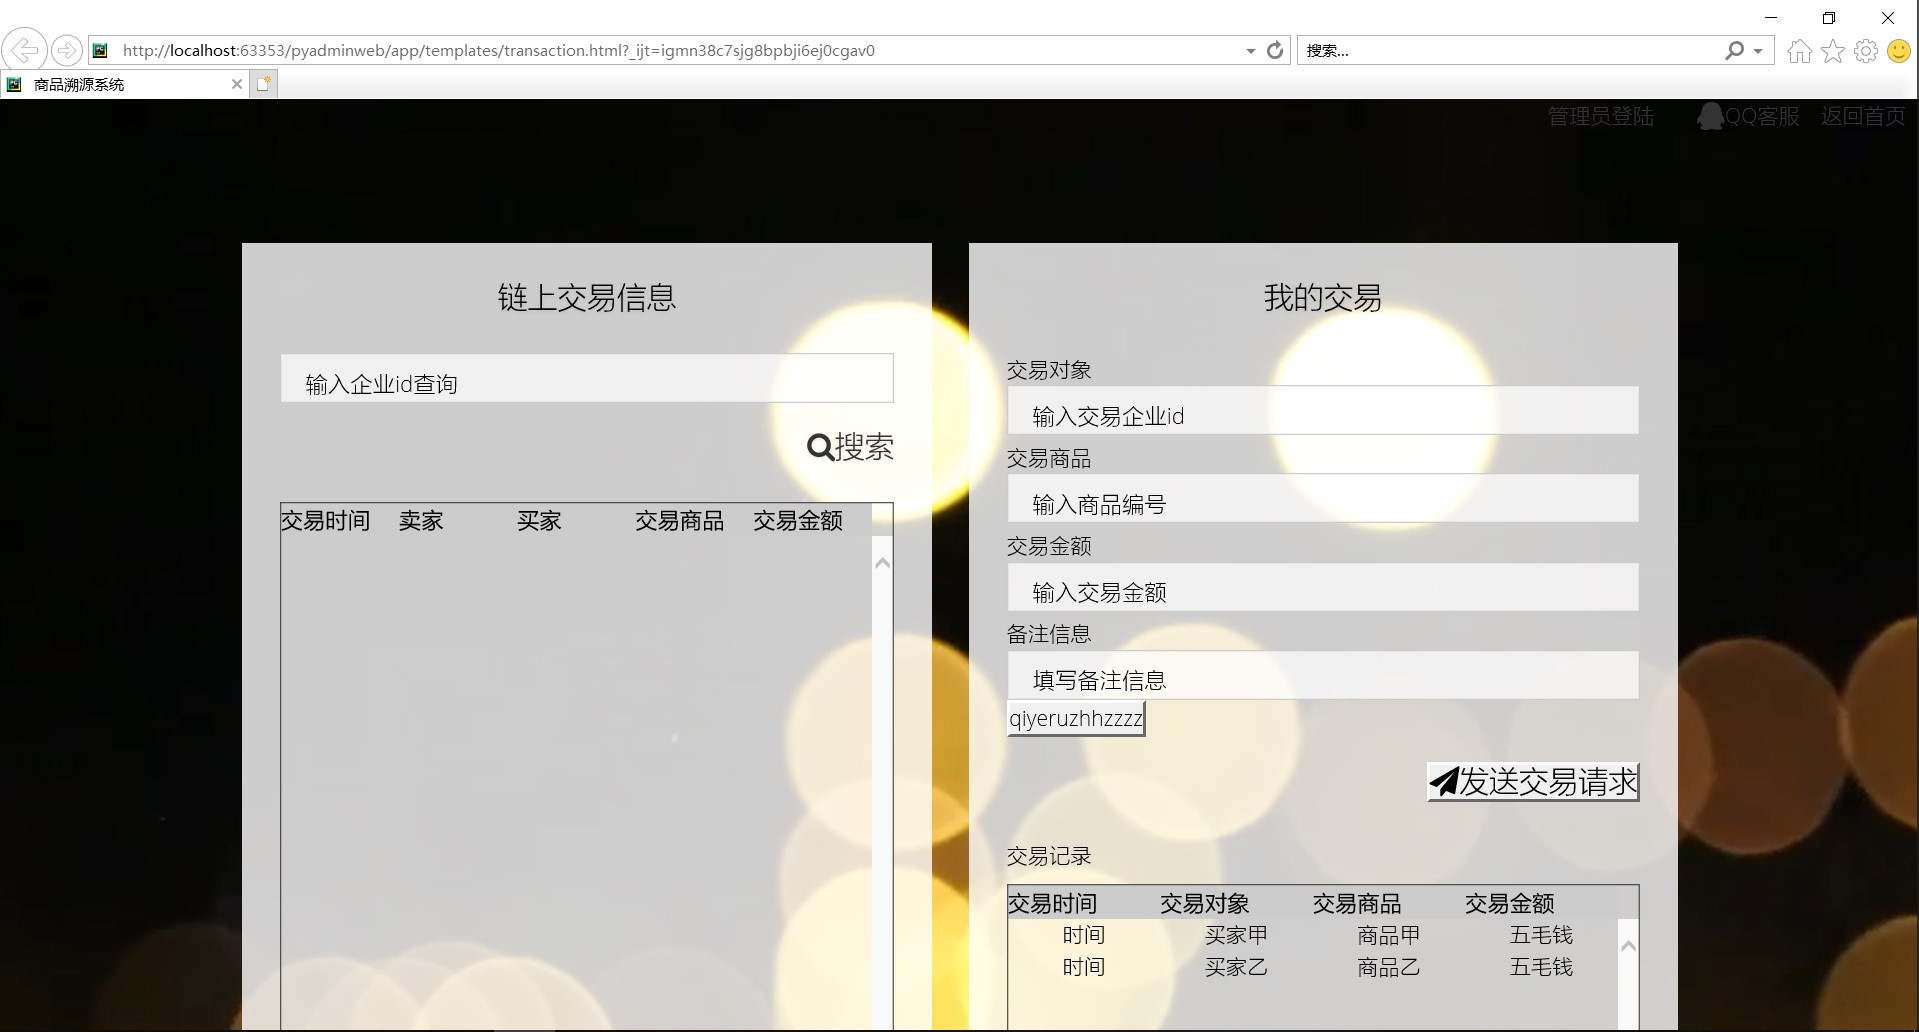 http://localhost:63353/pyadminweb/app/templates/transaction.html?_ijt=igmn38c7sjg8bpbji6ej0cgav0
搜索...
商品溯源系统
管理员登陆 QQ客服 返回首页
链上交易信息
输入企业id查询
搜索
交易时间 卖家 买家 交易商品 交易金额
我的交易
交易对象
输入交易企业id
交易商品
输入商品编号
交易金额
输入交易金额
备注信息
填写备注信息
qiyeruzhhzzzz
发送交易请求
交易记录
交易时间 交易对象 交易商品 交易金额
时间 买家甲 商品甲 五毛钱
时间 买家乙 商品乙 五毛钱